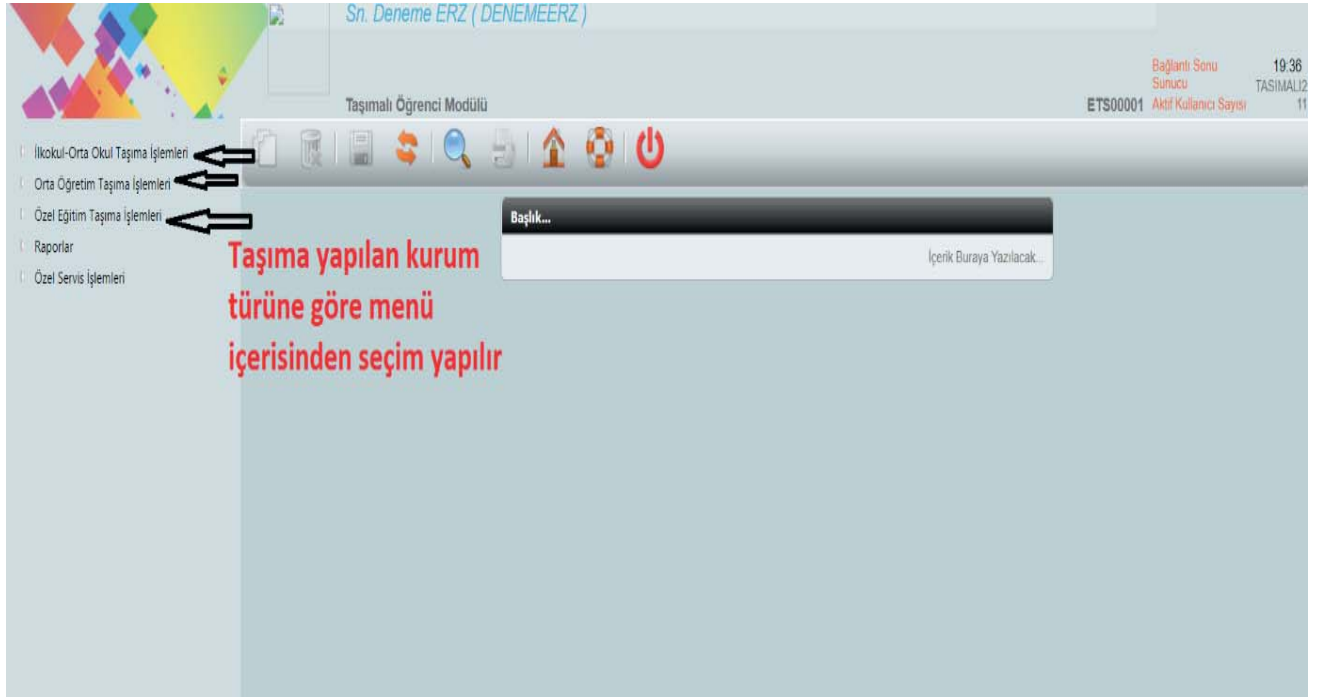 Sn. Deneme ERZ ( DENEMEERZ )
Bağlantı Sonu 19:36
Sunucu TASIMALI2
Taşımalı Öğrenci Modülü
ETS00001 Aktif Kullanıcı Sayısı 11
İlkokul-Orta Okul Taşıma İşlemleri
Orta Öğretim Taşıma İşlemleri
Özel Eğitim Taşıma İşlemleri
Raporlar
Özel Servis İşlemleri
Başlık...
İçerik Buraya Yazılacak...
Taşıma yapılan kurum
türüne göre menü
içerisinden seçim yapılır